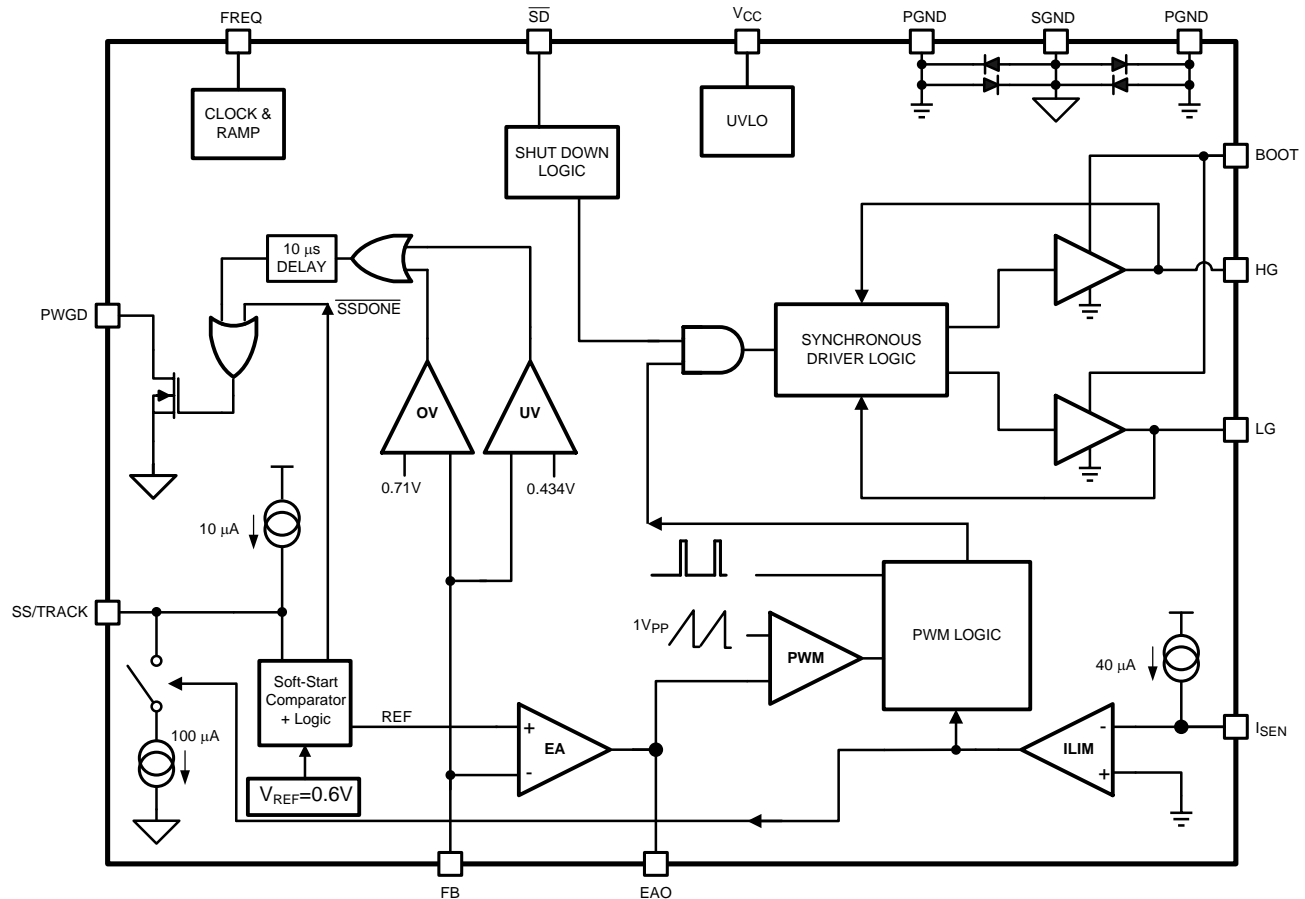 FREQ
SD
VCC
PGND
SGND
PGND
CLOCK &
RAMP
UVLO
SHUT DOWN
LOGIC
BOOT
10 µs
DELAY
HG
PWGD
SSDONE
SYNCHRONOUS
DRIVER LOGIC
OV
UV
LG
0.71V
0.434V
10 µA
SS/TRACK
1VPP
PWM
PWM LOGIC
40 µA
Soft-Start
Comparator
+ Logic
REF
100 µA
+
EA
-
-
ILIM
+
ISEN
VREF=0.6V
FB
EAO